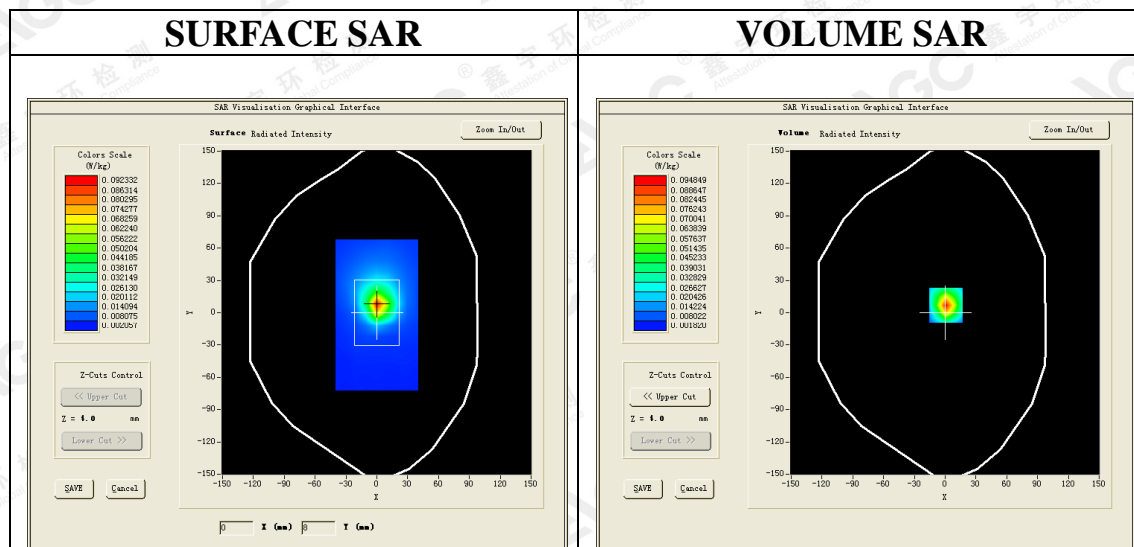 SURFACE SAR
VOLUME SAR
SAR Visualisation Graphical Interface
Surface Radiated Intensity
Zoom In/Out
Colors Scale
(W/kg)
0.092332
0.086314
0.080295
0.074277
0.068259
0.062240
0.056222
0.050204
0.044185
0.038167
0.032149
0.026130
0.020112
0.014094
0.008075
0.002057
150
120
90
60
30
0
-30
-60
-90
-120
-150
Y
-150 -120 -90 -60 -30 0 30 60 90 120 150
X
Z-Cuts Control
<< Upper Cut
Z = 4.0 mm
Lower Cut >>
SAVE Cancel
0 X (mm) 8 Y (mm)
SAR Visualisation Graphical Interface
Volume Radiated Intensity
Zoom In/Out
Colors Scale
(W/kg)
0.094849
0.088647
0.082445
0.076243
0.070041
0.063839
0.057637
0.051435
0.045233
0.039031
0.032829
0.026627
0.020426
0.014224
0.008022
0.001820
150
120
90
60
30
0
-30
-60
-90
-120
-150
Y
-150 -120 -90 -60 -30 0 30 60 90 120 150
X
Z-Cuts Control
<< Upper Cut
Z = 4.0 mm
Lower Cut >>
SAVE Cancel